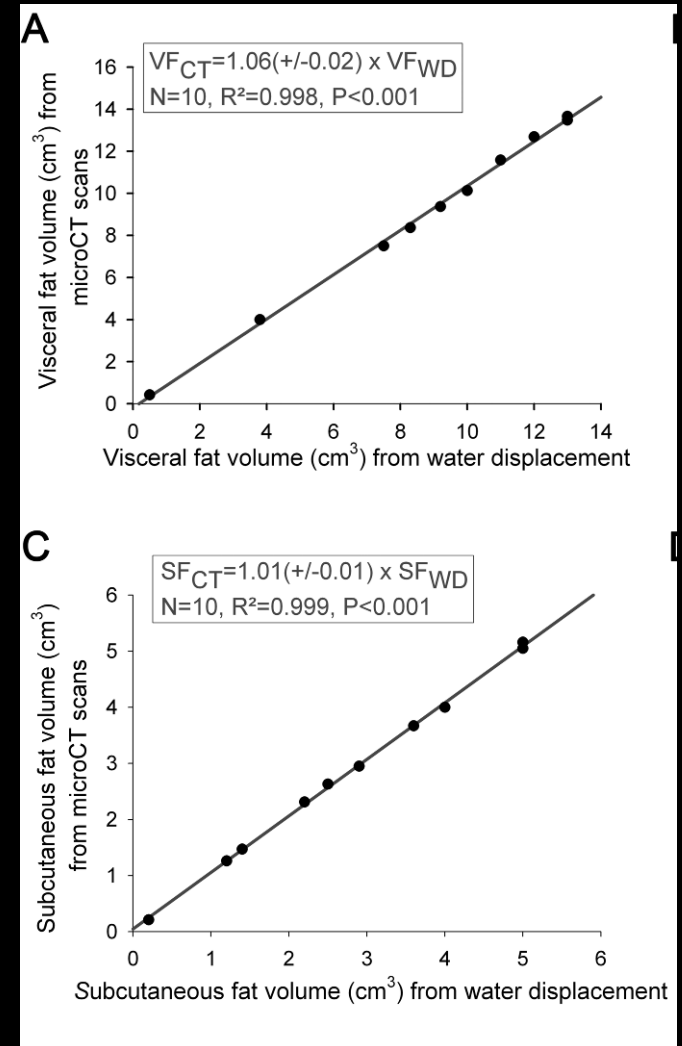 A
VF_CT=1.06(+/-0.02) x VF_WD
N=10, R²=0.998, P<0.001
Visceral fat volume (cm³) from
microCT scans
16
14
12
10
8
6
4
2
0
0 2 4 6 8 10 12 14
Visceral fat volume (cm³) from water displacement
C
SF_CT=1.01(+/-0.01) x SF_WD
N=10, R²=0.999, P<0.001
Subcutaneous fat volume (cm³)
from microCT scans
6
5
4
3
2
1
0
0 1 2 3 4 5 6
Subcutaneous fat volume (cm³) from water displacement